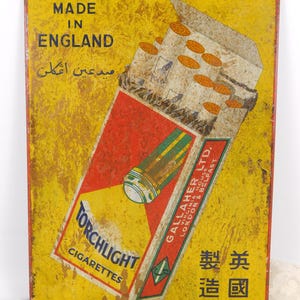 MADE
IN
ENGLAND
TORCHLIGHT
CIGARETTES
GALLAHER LTD.
LONDON & BELFAST
英國
製造